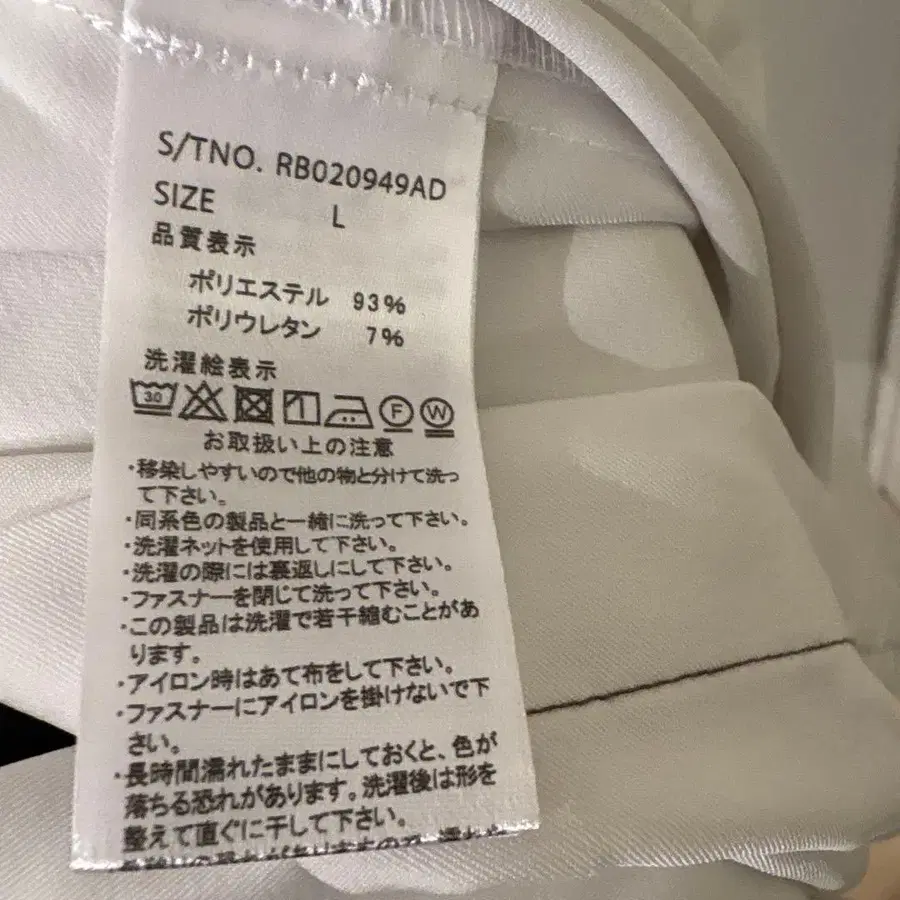 S/TNO. RB020949AD
SIZE L
品質表示
ポリエステル 93%
ポリウレタン 7%
洗濯絵表示
30 F W
お取扱い上の注意
・移染しやすいので他の物と分けて洗っ
て下さい。
・同系色の製品と一緒に洗って下さい。
・洗濯ネットを使用して下さい。
・洗濯の際には裏返しにして下さい。
・ファスナーを閉じて洗って下さい。
・この製品は洗濯で若干縮むことがあ
ります。
・アイロン時はあて布をして下さい。
・ファスナーにアイロンを掛けないで下
さい。
・長時間濡れたままにしておくと、色が
落ちる恐れがあります。洗濯後は形を
整えて直ぐに干して下さい。